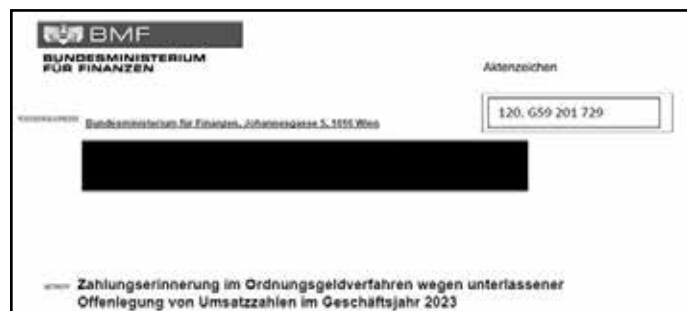 BMF
BUNDESMINISTERIUM
FÜR FINANZEN
Aktenzeichen
120. G59 201 729
Bundesministerium für Finanzen, Johannesgasse 5, 1010 Wien
Zahlungserinnerung im Ordnungsgeldverfahren wegen unterlassener
Offenlegung von Umsatzzahlen im Geschäftsjahr 2023